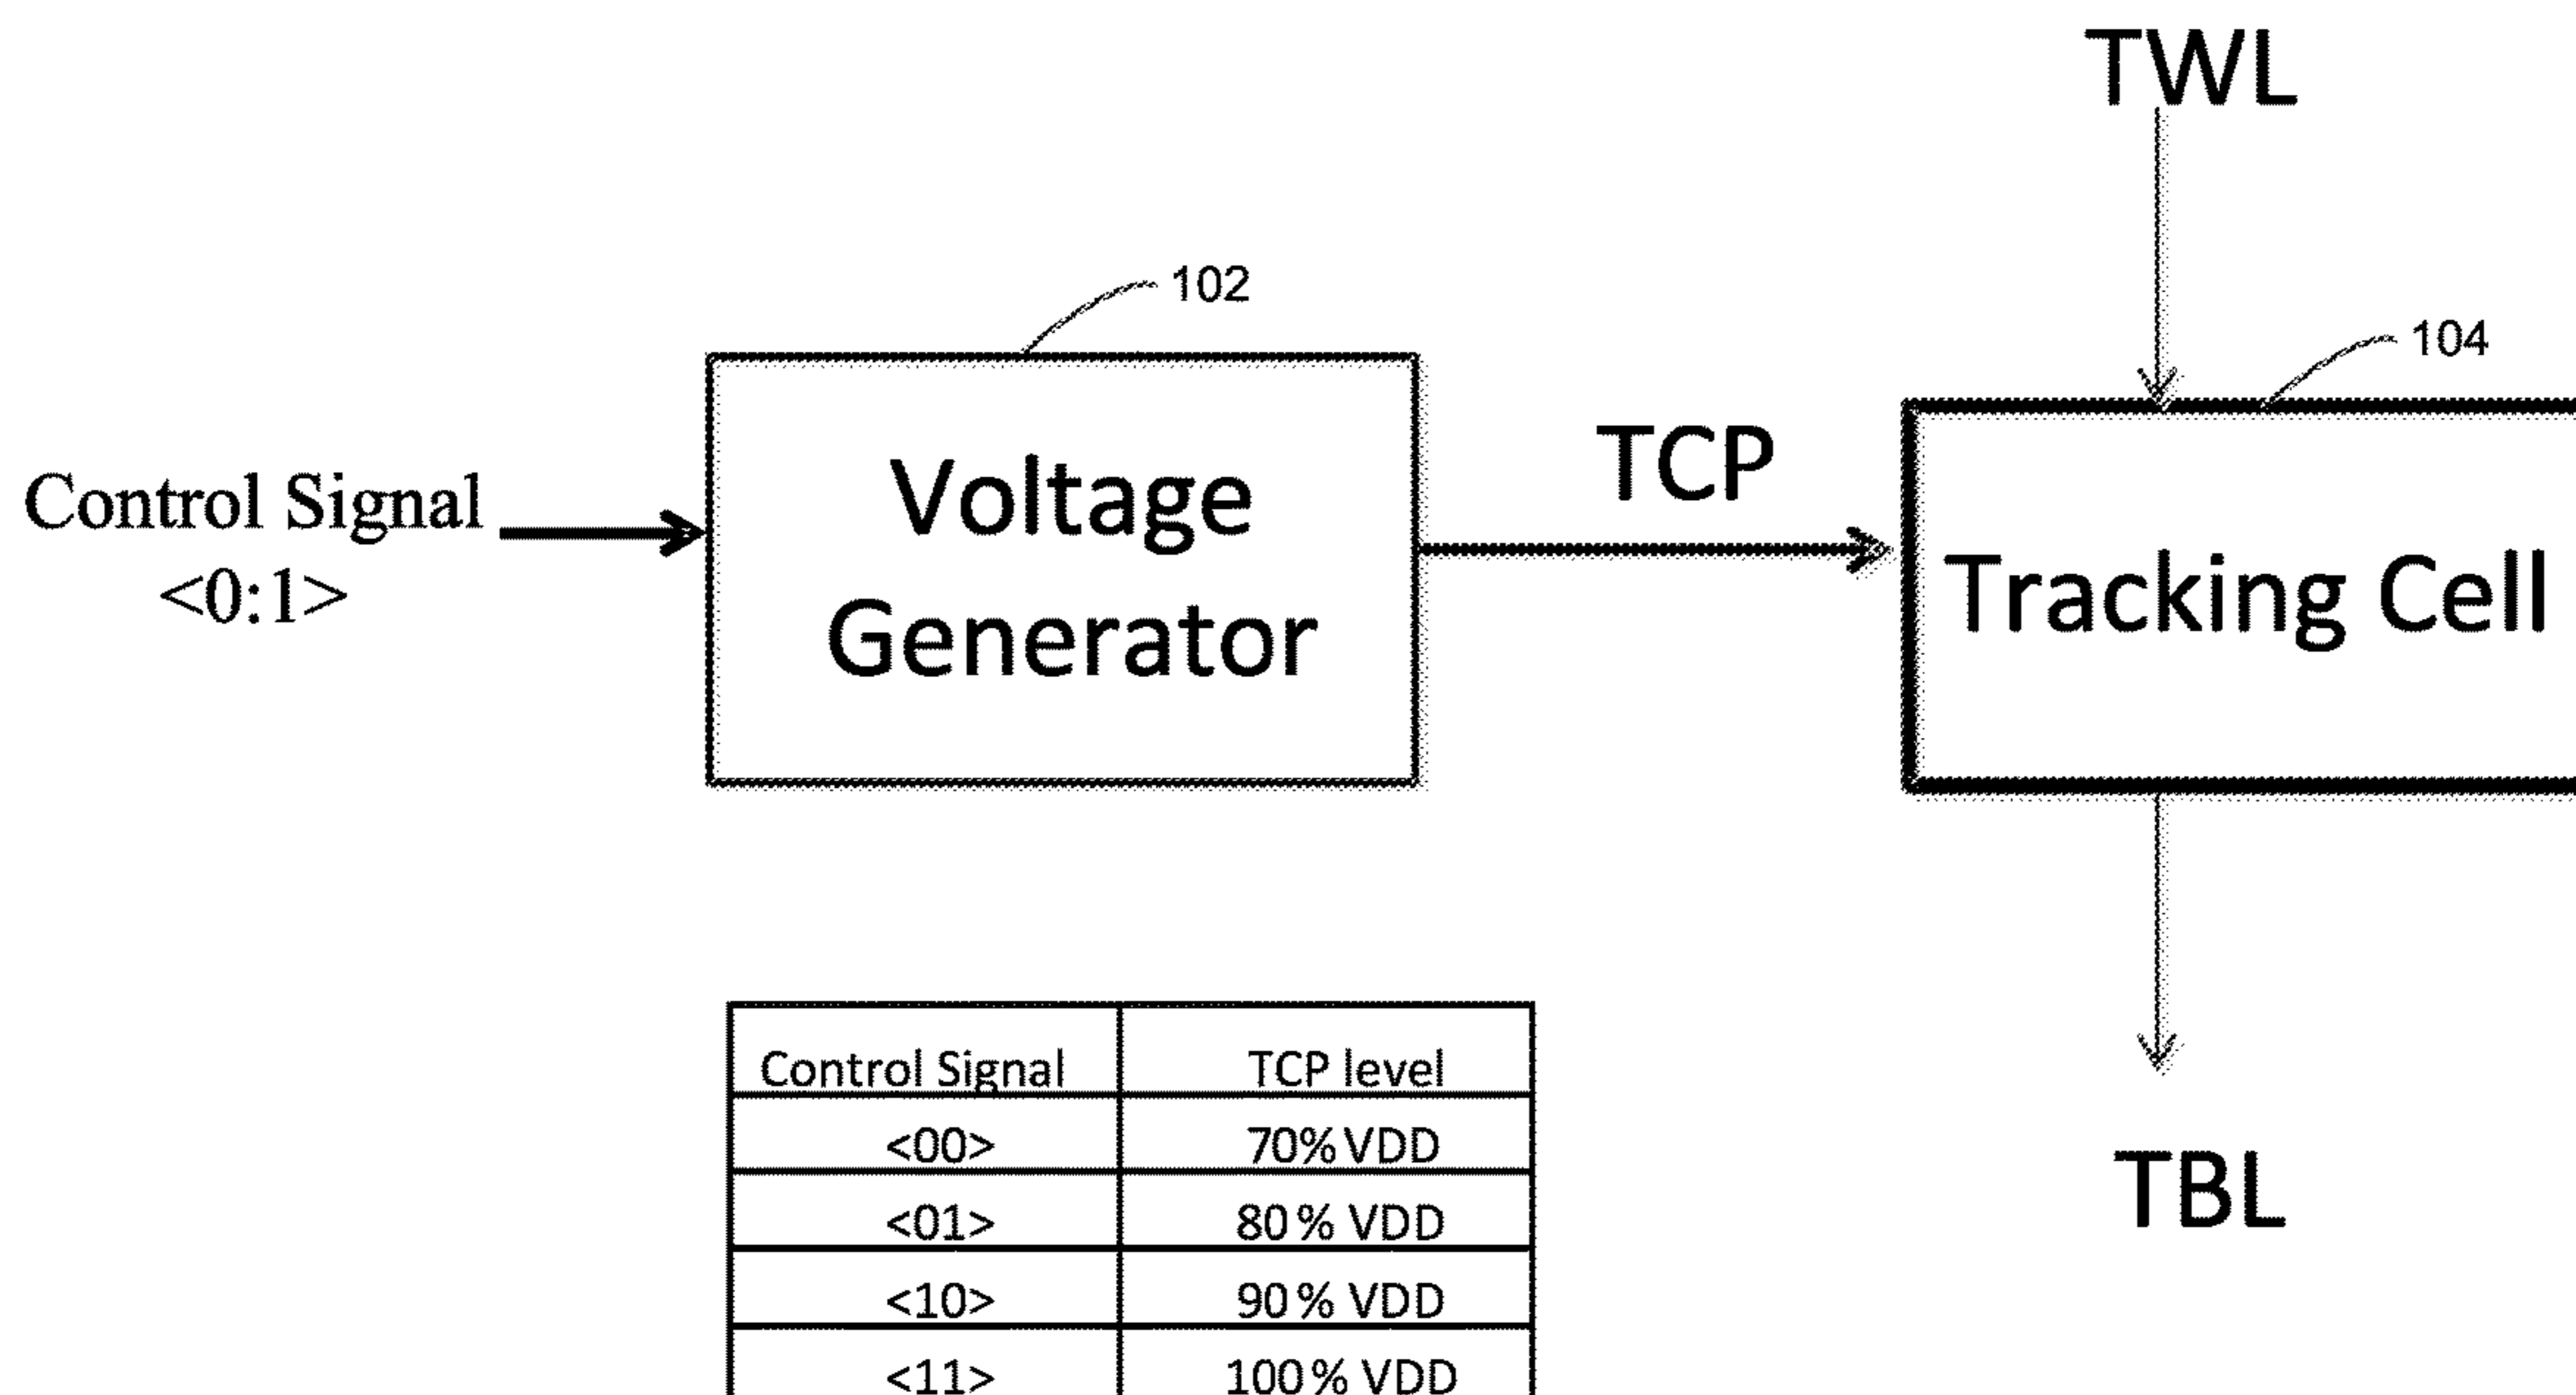 TWL
102
104
Control Signal
<0:1>
Voltage
Generator
TCP
Tracking Cell
Control Signal TCP level
<00> 70% VDD
<01> 80% VDD
<10> 90% VDD
<11> 100% VDD
TBL